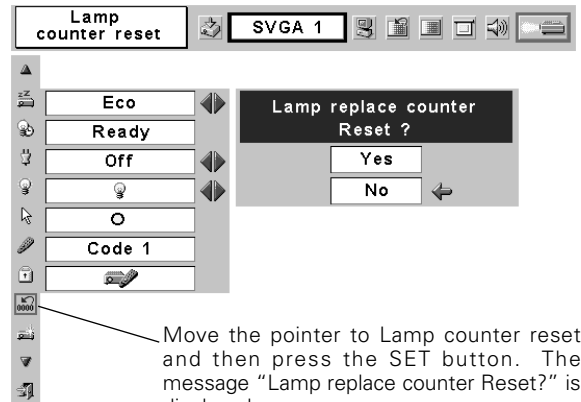 Lamp
counter reset
SVGA 1
Eco
Ready
Off
Code 1
0000
Lamp replace counter
Reset ?
Yes
No
Move the pointer to Lamp counter reset
and then press the SET button. The
message “Lamp replace counter Reset?” is